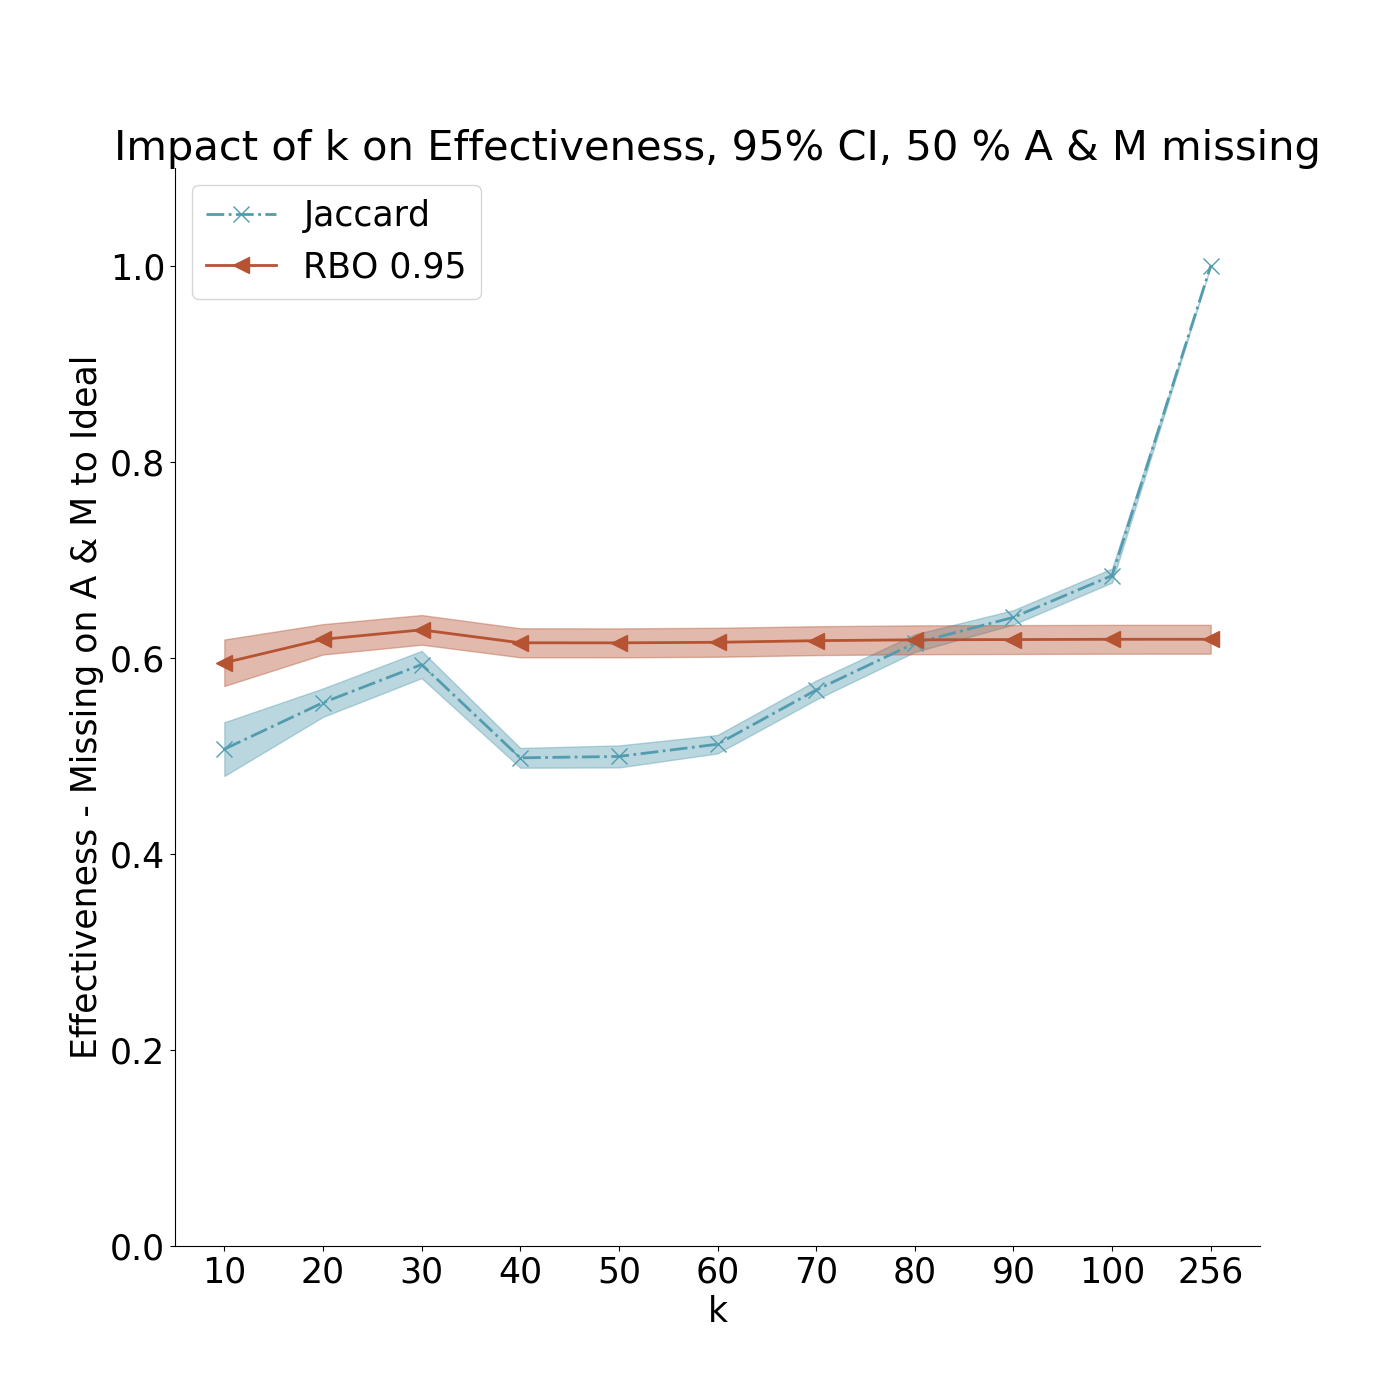 Impact of k on Effectiveness, 95% CI, 50 % A & M missing
Jaccard
RBO 0.95
Effectiveness - Missing on A & M to Ideal
1.0
0.8
0.6
0.4
0.2
0.0
10 20 30 40 50 60 70 80 90 100 256
k